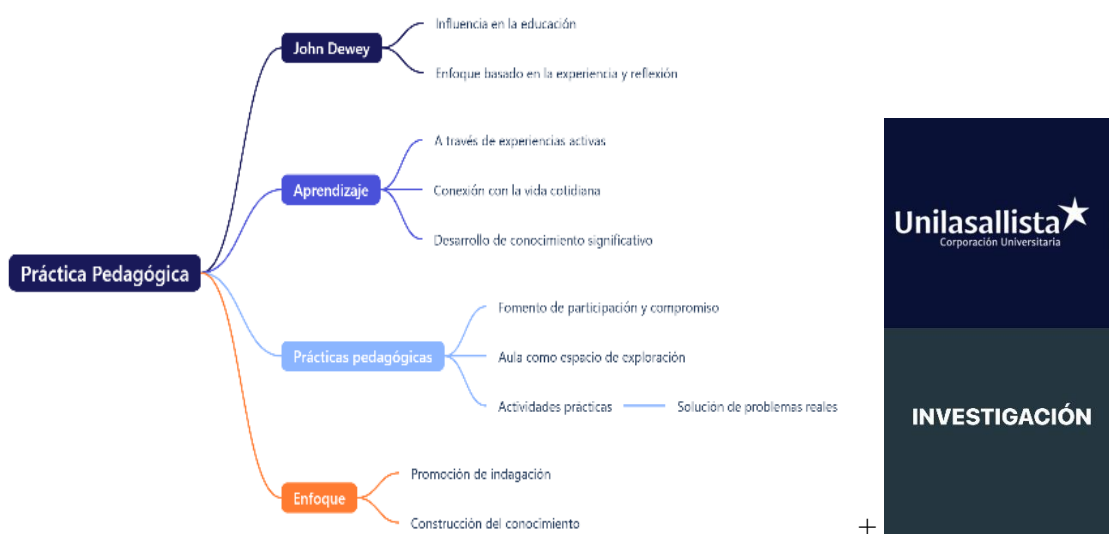 Influencia en la educación
John Dewey
Enfoque basado en la experiencia y reflexión
A través de experiencias activas
Aprendizaje
Conexión con la vida cotidiana
Desarrollo de conocimiento significativo
Práctica Pedagógica
Fomento de participación y compromiso
Prácticas pedagógicas
Aula como espacio de exploración
Actividades prácticas
Solución de problemas reales
Promoción de indagación
Enfoque
Construcción del conocimiento
Unilasallista
Corporación Universitaria
INVESTIGACIÓN